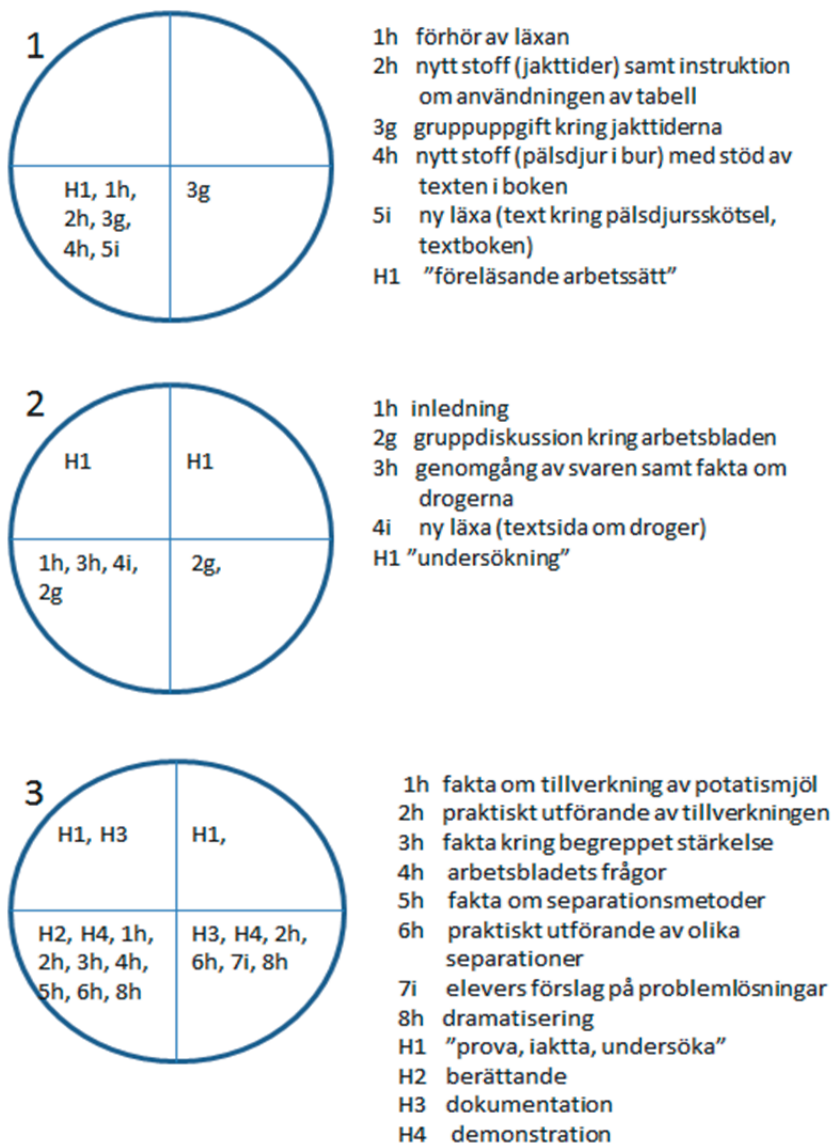 1
H1, 1h,
2h, 3g,
4h, 5i
3g
1h förhör av läxan
2h nytt stoff (jakttider) samt instruktion
om användningen av tabell
3g gruppuppgift kring jakttiderna
4h nytt stoff (pälsdjur i bur) med stöd av
texten i boken
5i ny läxa (text kring pälsdjursskötsel,
textboken)
H1 ”föreläsande arbetssätt”
2
H1
H1
1h, 3h, 4i,
2g
2g,
1h inledning
2g gruppdiskussion kring arbetsbladen
3h genomgång av svaren samt fakta om
drogerna
4i ny läxa (textsida om droger)
H1 ”undersökning”
3
H1, H3
H1,
H2, H4, 1h,
2h, 3h, 4h,
5h, 6h, 8h
H3, H4, 2h,
6h, 7i, 8h
1h fakta om tillverkning av potatismjöl
2h praktiskt utförande av tillverkningen
3h fakta kring begreppet stärkelse
4h arbetsbladets frågor
5h fakta om separationsmetoder
6h praktiskt utförande av olika
separationer
7i elevers förslag på problemlösningar
8h dramatisering
H1 ”prova, iaktta, undersöka”
H2 berättande
H3 dokumentation
H4 demonstration